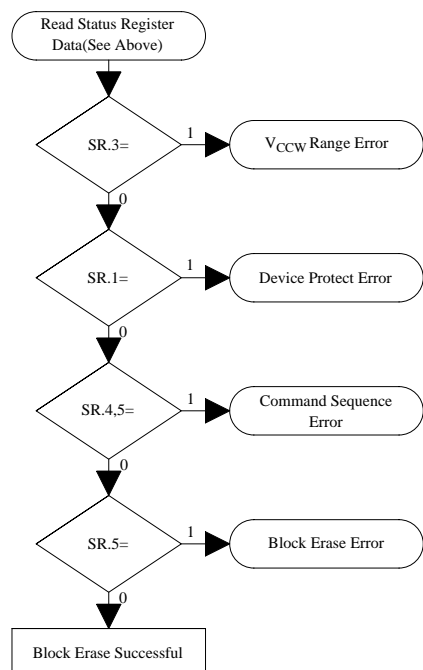 Read Status Register
Data(See Above)
SR.3=
1
VCCW Range Error
0
SR.1=
1
Device Protect Error
0
SR.4,5=
1
Command Sequence
Error
0
SR.5=
1
Block Erase Error
0
Block Erase Successful